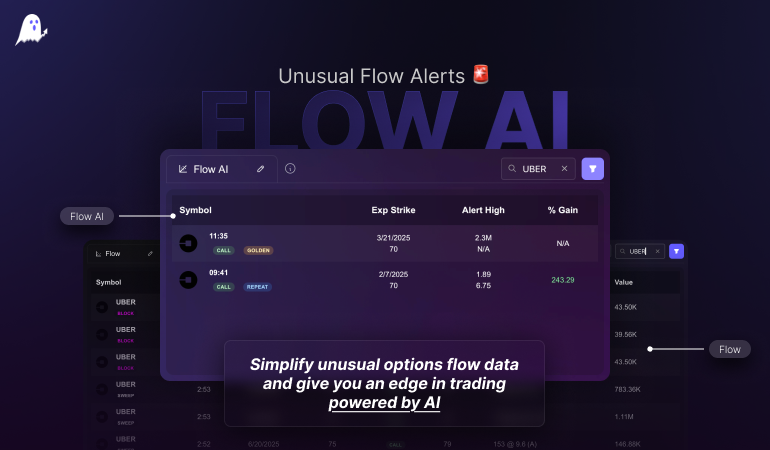 Unusual Flow Alerts 🚨
FLOW AI
Flow AI
UBER
Flow AI
Symbol Exp Strike Alert High % Gain
11:35 3/21/2025 2.3M N/A
CALL GOLDEN 70 N/A
09:41 2/7/2025 1.89 243.29
CALL REPEAT 70 6.75
Flow
UBER
Symbol
Value
UBER 43.50K
BLOCK
UBER 39.56K
BLOCK
UBER 43.50K
BLOCK
Flow
Simplify unusual options flow data
and give you an edge in trading
powered by AI
UBER 2:53 783.36K
SWEEP
UBER 2:53 1.11M
SWEEP
UBER 2:52 6/20/2025 75 CALL 79 153 @ 9.6 (A) 146.88K